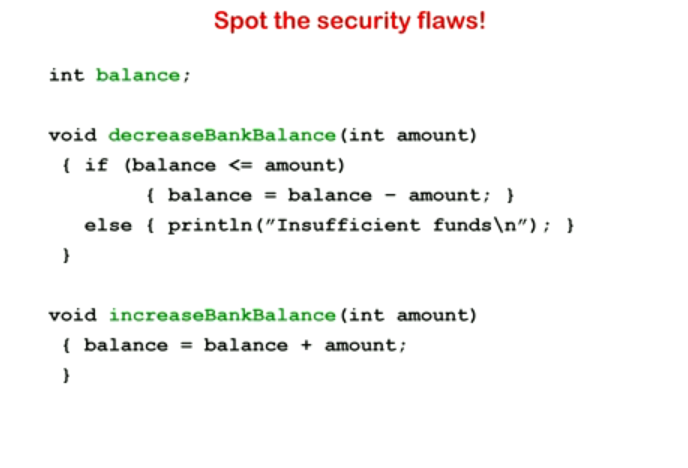 Spot the security flaws!
int balance;
void decreaseBankBalance(int amount)
{ if (balance <= amount)
{ balance = balance - amount; }
else { println("Insufficient funds\n"); }
}
void increaseBankBalance(int amount)
{ balance = balance + amount;
}